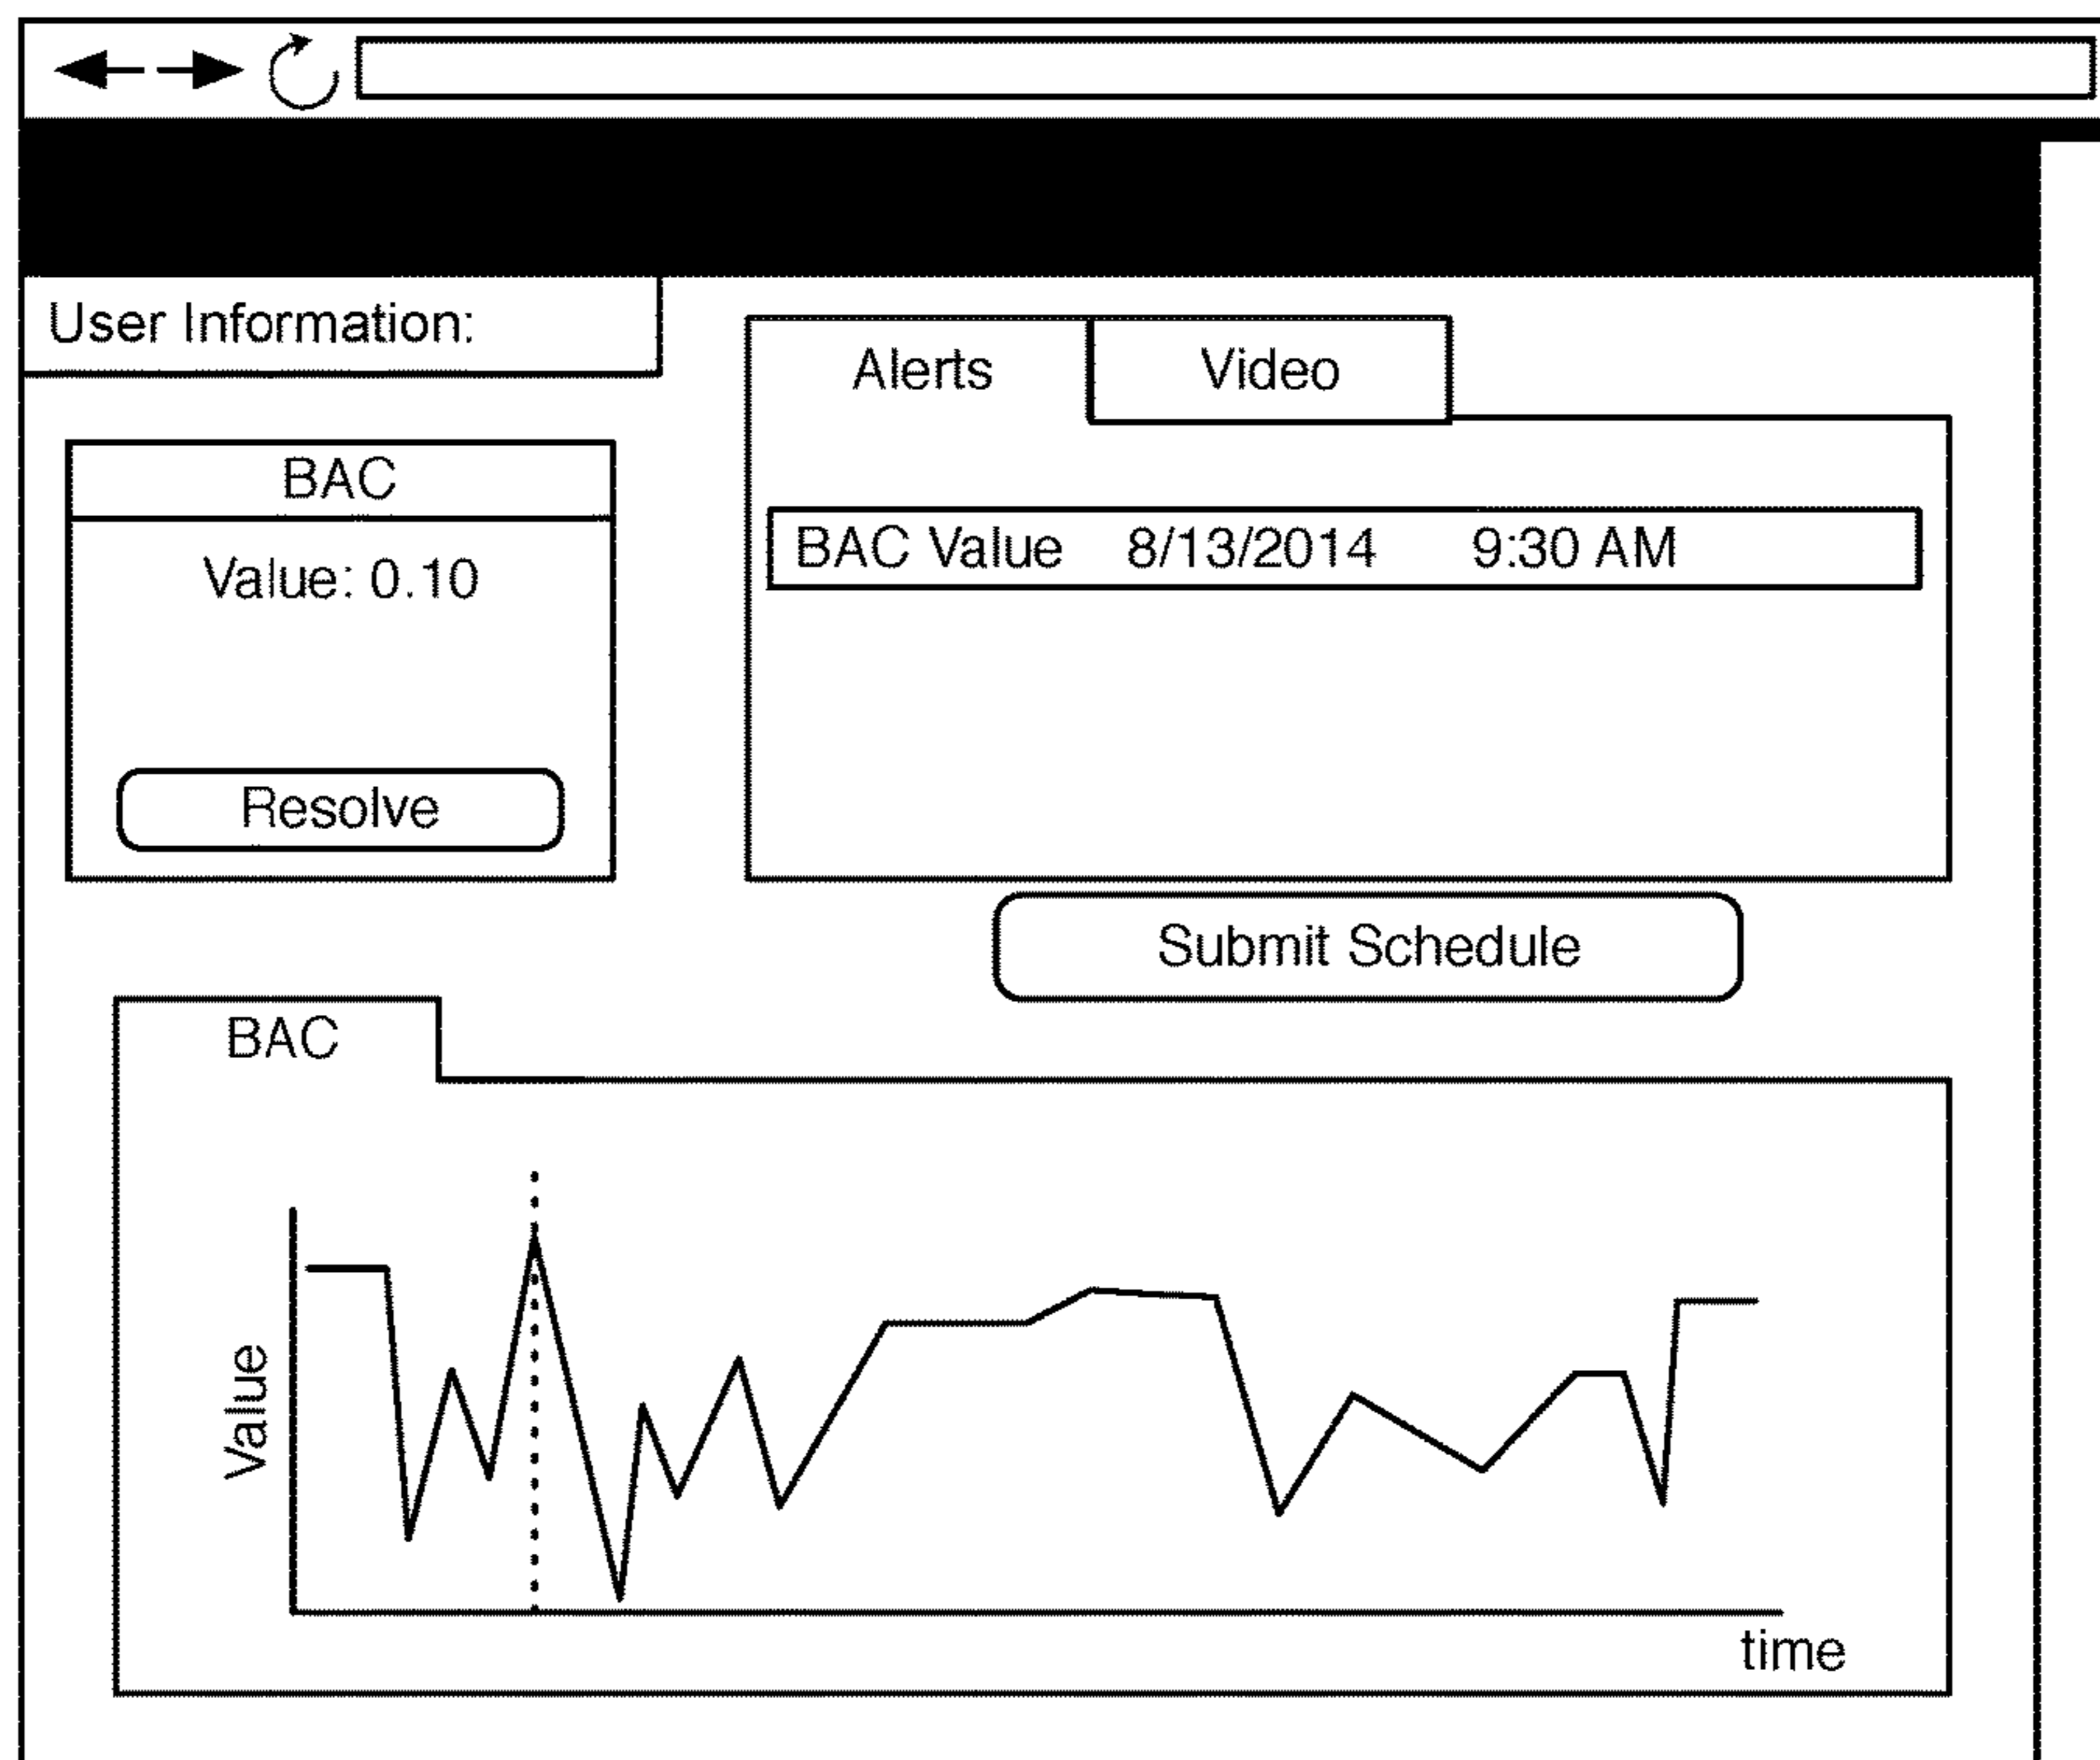 User Information:
Alerts
Video
BAC
Value: 0.10
Resolve
BAC Value 8/13/2014 9:30 AM
Submit Schedule
BAC
Value
time